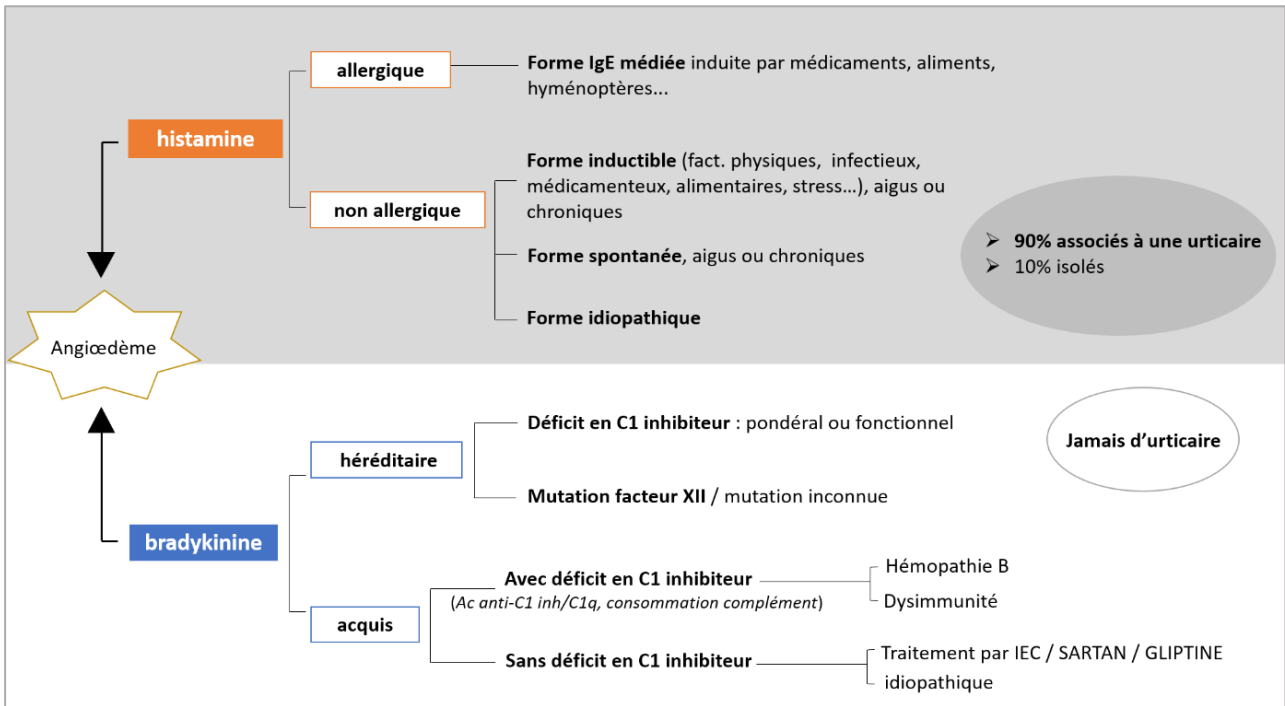 allergique
Forme IgE médiée induite par médicaments, aliments,
hyménoptères...
histamine
Forme inductible (fact. physiques, infectieux,
médicamenteux, alimentaires, stress...), aigus ou
chroniques
non allergique
➢ 90% associés à une urticaire
➢ 10% isolés
Forme spontanée, aigus ou chroniques
Forme idiopathique
Angiœdème
Déficit en C1 inhibiteur : pondéral ou fonctionnel
Jamais d’urticaire
héréditaire
Mutation facteur XII / mutation inconnue
bradykinine
Avec déficit en C1 inhibiteur
(Ac anti-C1 inh/C1q, consommation complément)
Hémopathie B
Dysimmunité
acquis
Sans déficit en C1 inhibiteur
Traitement par IEC / SARTAN / GLIPTINE
idiopathique